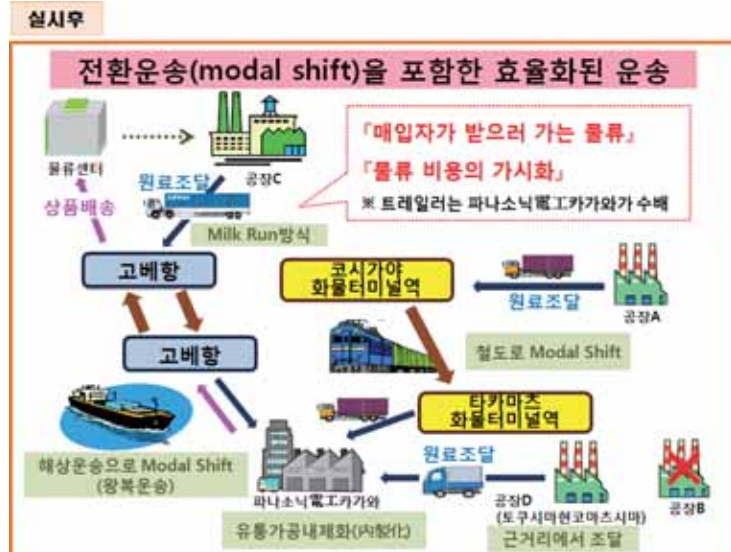 실시후
전환운송(modal shift)을 포함한 효율화된 운송
물류센터
공장C
「매입자가 받으러 가는 물류」
「물류 비용의 가시화」
※ 트레일러는 파나소닉電工카가와가 수배
원료조달
상품배송
Milk Run방식
고베항
코시가야
화물터미널역
원료조달
공장A
고베항
철도로 Modal Shift
타카마츠
화물터미널역
해상운송으로 Modal Shift
(왕복운송)
파나소닉電工카가와
원료조달
공장D
(토쿠시마현코마츠시마)
공장B
유통가공내제화(內製化)
근거리에서 조달